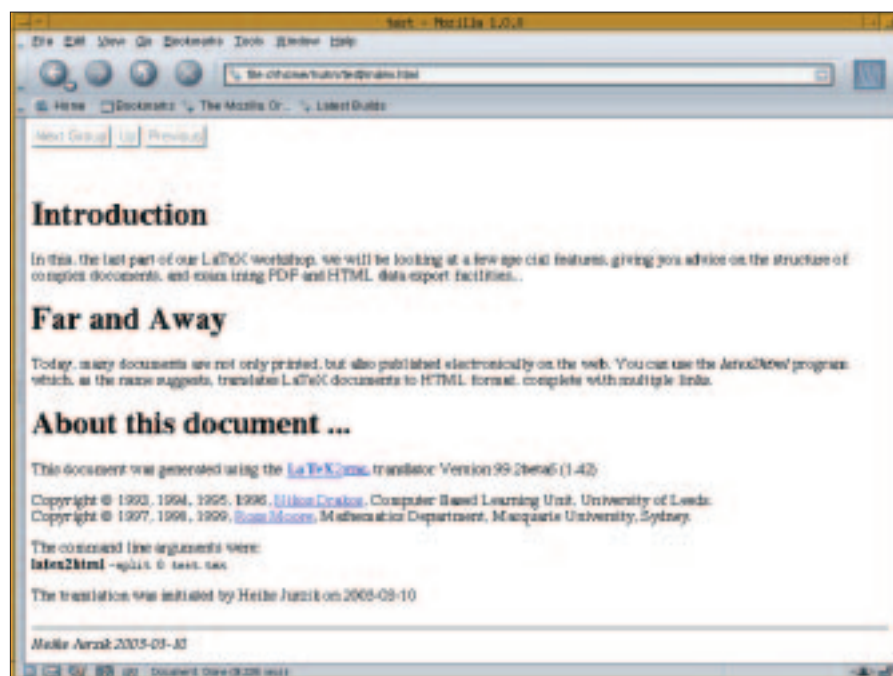 test - Mozilla 1.0.0
File Edit View Go Bookmarks Tools Window Help
Home Bookmarks The Mozilla Or... Latest Builds
Next Group Up Previous
Introduction
In this, the last part of our LaTeX workshop, we will be looking at a few spe cial features, giving you advice on the structure of
complex documents, and exam ining PDF and HTML data export facilities...
Far and Away
Today, many documents are not only printed, but also published electronically on the web. You can use the latex2html program
which, as the name suggests, translates LaTeX documents to HTML format, complete with multiple links.
About this document ...
This document was generated using the LaTeX2HTML translator Version 99.2beta6 (1.42)
Copyright © 1993, 1994, 1995, 1996, Nikos Drakos, Computer Based Learning Unit, University of Leeds.
Copyright © 1997, 1998, 1999, Ross Moore, Mathematics Department, Macquarie University, Sydney.
The command line arguments were:
latex2html -split 0 test.tex
The translation was initiated by Heike Jurzik on 2003-03-10
Heike Jurzik 2003-03-10
Document: Done